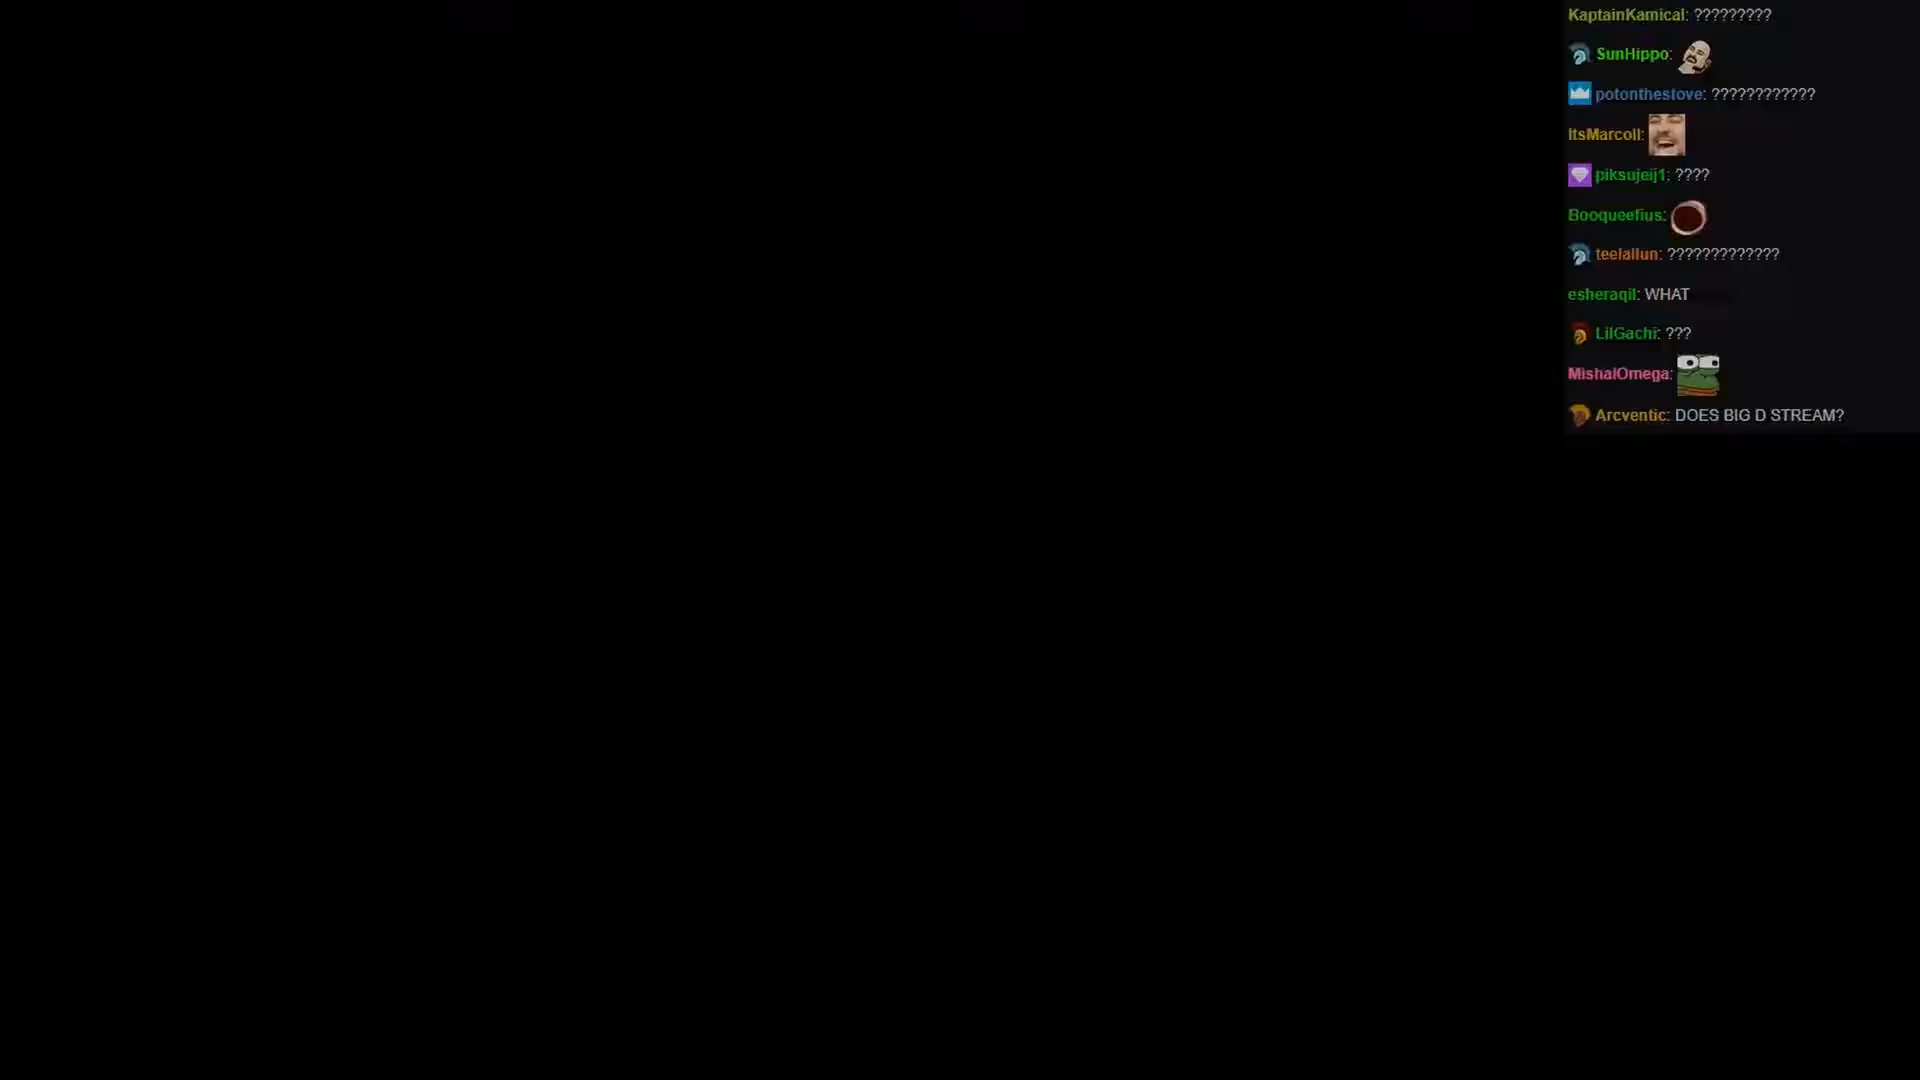 KaptainKamical: ?????????
SunHippo:
potonthestove: ????????????
ItsMarcoll:
piksujeij1: ????
Booqueefius:
teelallun: ?????????????
esheraqil: WHAT
LilGachi: ???
MishalOmega:
Arcventic: DOES BIG D STREAM?